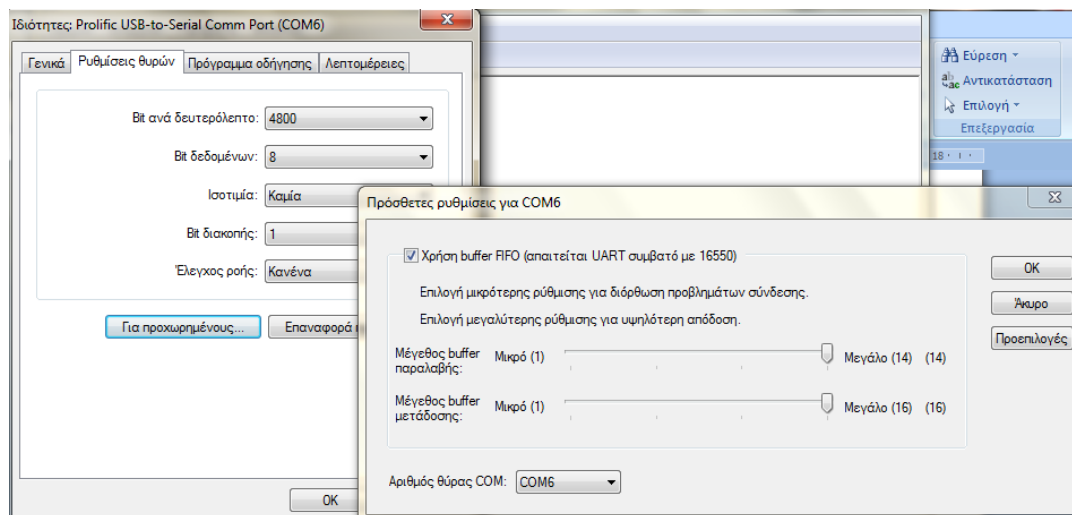 Ιδιότητες: Prolific USB-to-Serial Comm Port (COM6)
Γενικά
Ρυθμίσεις θυρών
Πρόγραμμα οδήγησης
Λεπτομέρειες
Bit ανά δευτερόλεπτο: 4800
Bit δεδομένων: 8
Ισοτιμία: Καμία
Bit διακοπής: 1
Έλεγχος ροής: Κανένα
Για προχωρημένους...
Επαναφορά
OK
Εύρεση
Αντικατάσταση
Επιλογή
Επεξεργασία
18
Πρόσθετες ρυθμίσεις για COM6
Χρήση buffer FIFO (απαιτείται UART συμβατό με 16550)
Επιλογή μικρότερης ρύθμισης για διόρθωση προβλημάτων σύνδεσης.
Επιλογή μεγαλύτερης ρύθμισης για υψηλότερη απόδοση.
Μέγεθος buffer
παραλαβής:
Μικρό (1)
Μεγάλο (14) (14)
Μέγεθος buffer
μετάδοσης:
Μικρό (1)
Μεγάλο (16) (16)
Αριθμός θύρας COM: COM6
OK
Άκυρο
Προεπιλογές